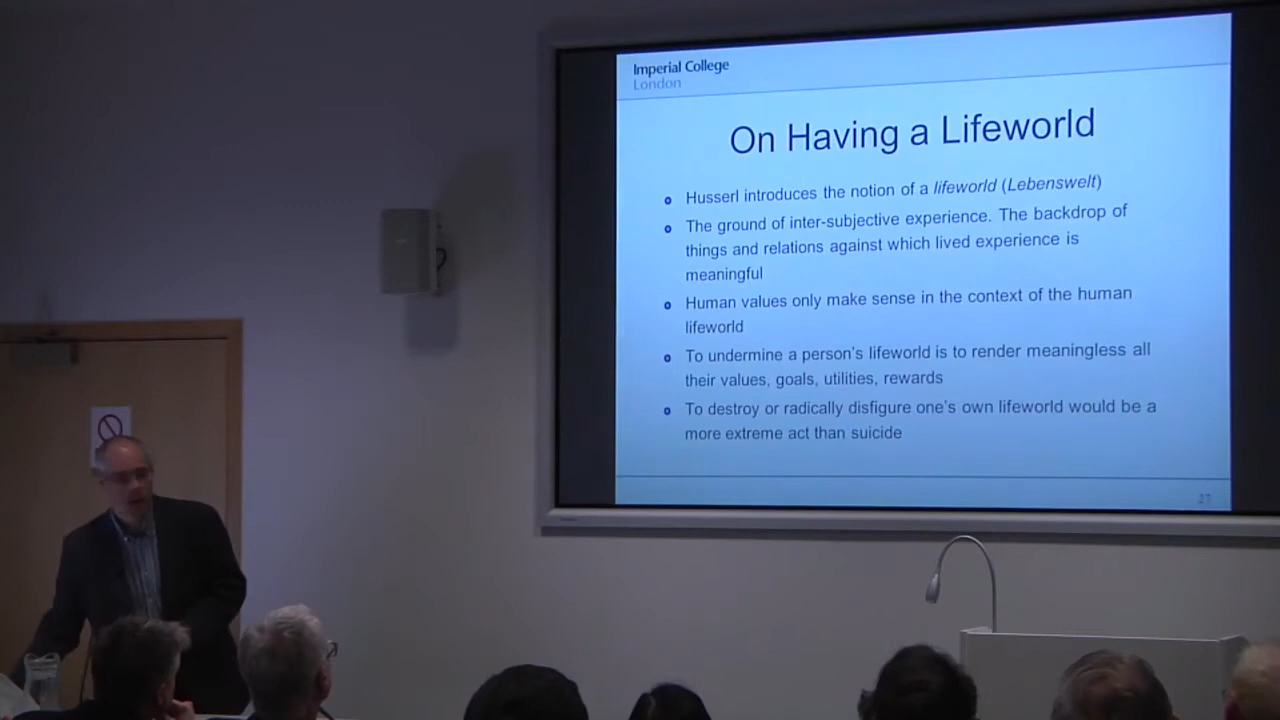 Imperial College
London
On Having a Lifeworld
Husserl introduces the notion of a lifeworld (Lebenswelt)
The ground of inter-subjective experience. The backdrop of
things and relations against which lived experience is
meaningful
Human values only make sense in the context of the human
lifeworld
To undermine a person's lifeworld is to render meaningless all
their values, goals, utilities, rewards
To destroy or radically disfigure one's own lifeworld would be a
more extreme act than suicide
27